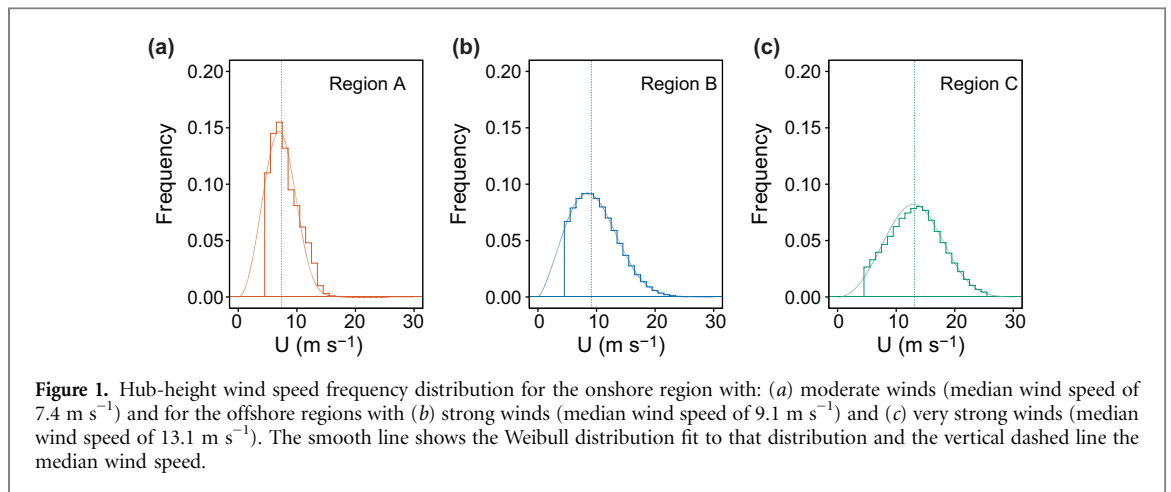 (a)
(b)
(c)
0.20
0.15
0.10
0.05
0.00
Frequency
Region A
0
10
20
30
U (m s⁻¹)
0.20
0.15
0.10
0.05
0.00
Frequency
Region B
0
10
20
30
U (m s⁻¹)
0.20
0.15
0.10
0.05
0.00
Frequency
Region C
0
10
20
30
U (m s⁻¹)
Figure 1. Hub-height wind speed frequency distribution for the onshore region with: (a) moderate winds (median wind speed of
7.4 m s⁻¹) and for the offshore regions with (b) strong winds (median wind speed of 9.1 m s⁻¹) and (c) very strong winds (median
wind speed of 13.1 m s⁻¹). The smooth line shows the Weibull distribution fit to that distribution and the vertical dashed line the
median wind speed.